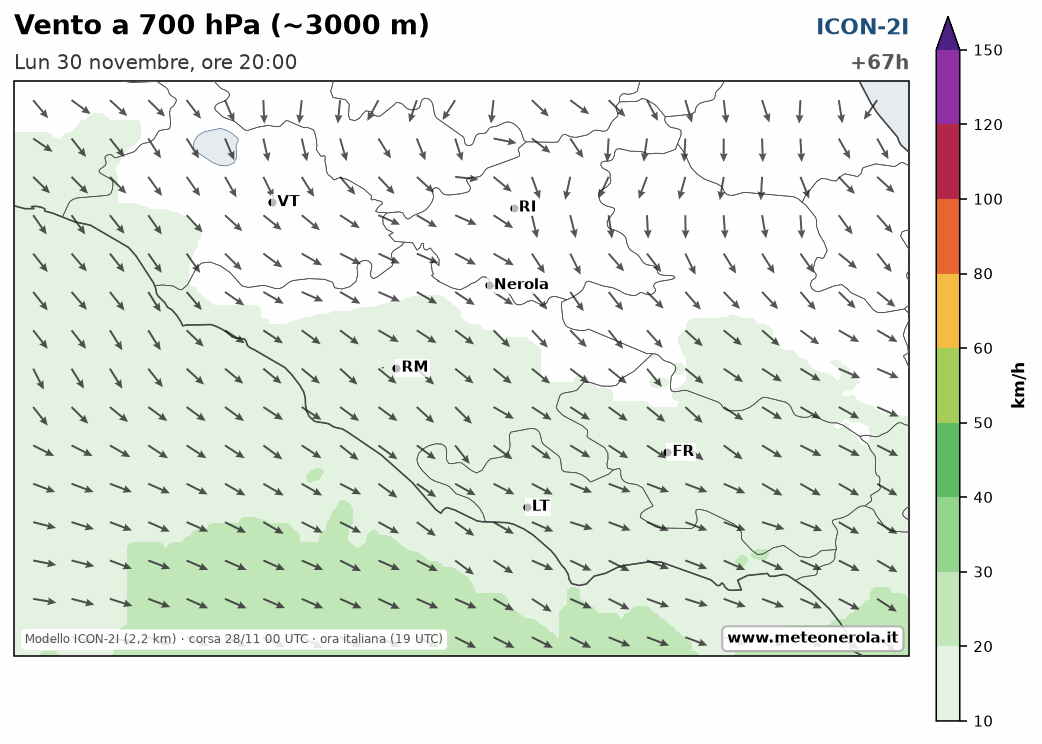 Vento a 700 hPa (~3000 m)
ICON-2I
Lun 30 novembre, ore 20:00
+67h
150
120
100
80
60
50
40
30
20
10
km/h
VT
RI
Nerola
RM
FR
LT
Modello ICON-2I (2,2 km) · corsa 28/11 00 UTC · ora italiana (19 UTC)
www.meteonerola.it